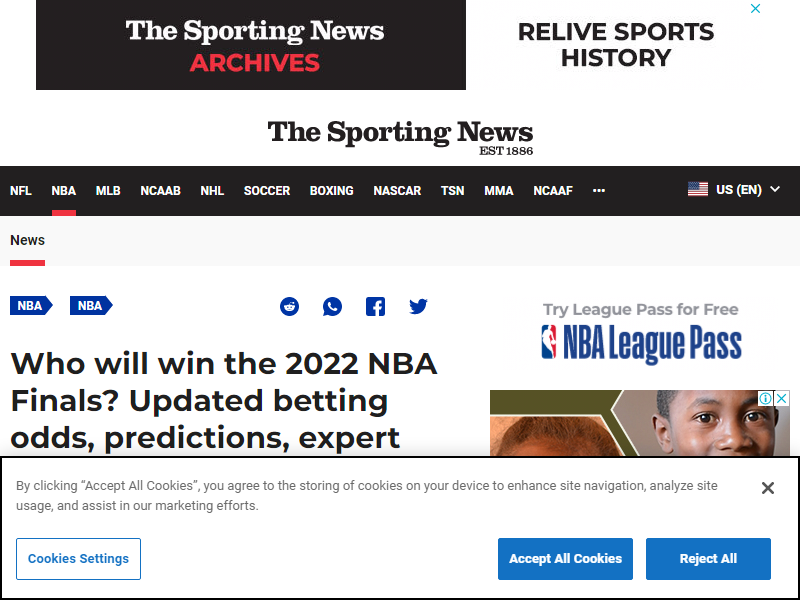 The Sporting News
ARCHIVES
RELIVE SPORTS
HISTORY
The Sporting News
EST 1886
NFL NBA MLB NCAAB NHL SOCCER BOXING NASCAR TSN MMA NCAAF ··· US (EN)
News
NBA NBA
Try League Pass for Free
NBA League Pass
Who will win the 2022 NBA
Finals? Updated betting
odds, predictions, expert
By clicking “Accept All Cookies”, you agree to the storing of cookies on your device to enhance site navigation, analyze site
usage, and assist in our marketing efforts.
Cookies Settings
Accept All Cookies
Reject All